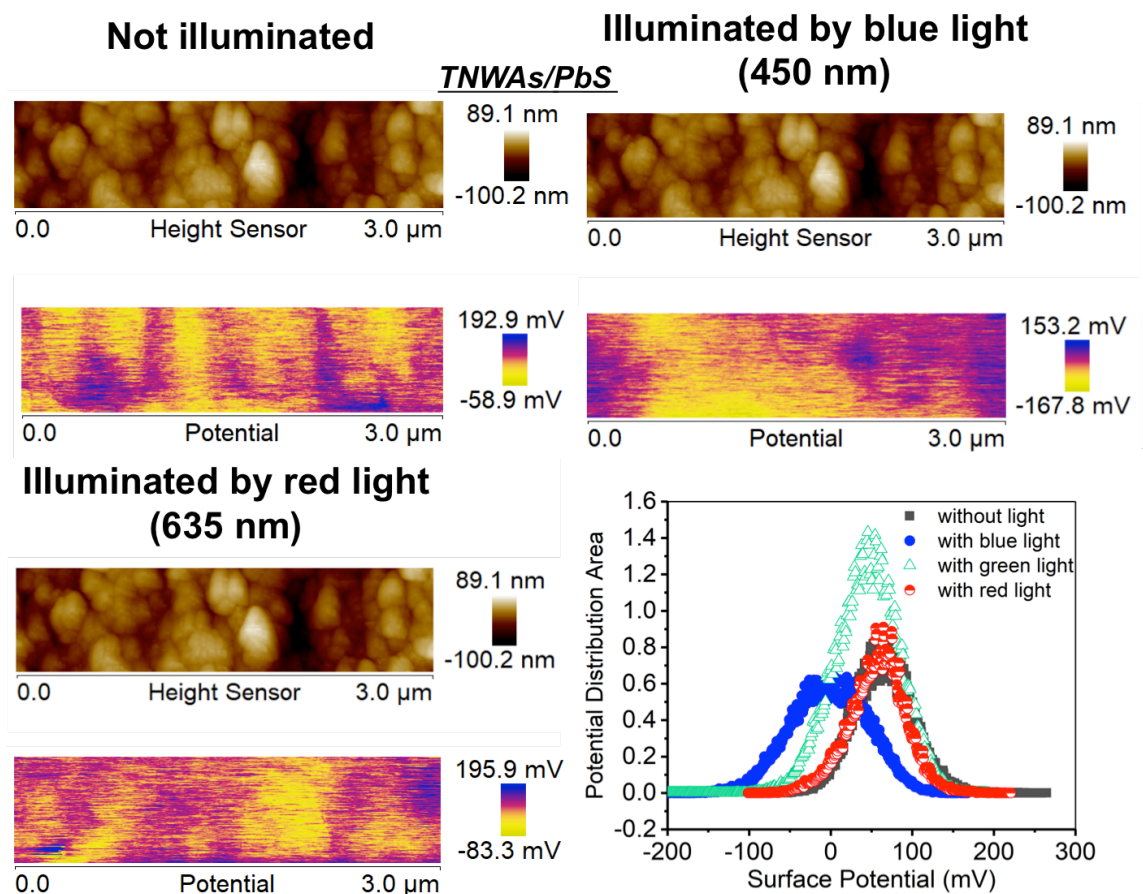 Not illuminated
Illuminated by blue light
(450 nm)
TNWAs/PbS
89.1 nm
-100.2 nm
0.0 Height Sensor 3.0 µm
89.1 nm
-100.2 nm
0.0 Height Sensor 3.0 µm
192.9 mV
-58.9 mV
0.0 Potential 3.0 µm
153.2 mV
-167.8 mV
0.0 Potential 3.0 µm
Illuminated by red light
(635 nm)
89.1 nm
-100.2 nm
0.0 Height Sensor 3.0 µm
195.9 mV
-83.3 mV
0.0 Potential 3.0 µm
Potential Distribution Area
1.6
1.4
1.2
1.0
0.8
0.6
0.4
0.2
0.0
-0.2
without light
with blue light
with green light
with red light
-200 -100 0 100 200 300
Surface Potential (mV)